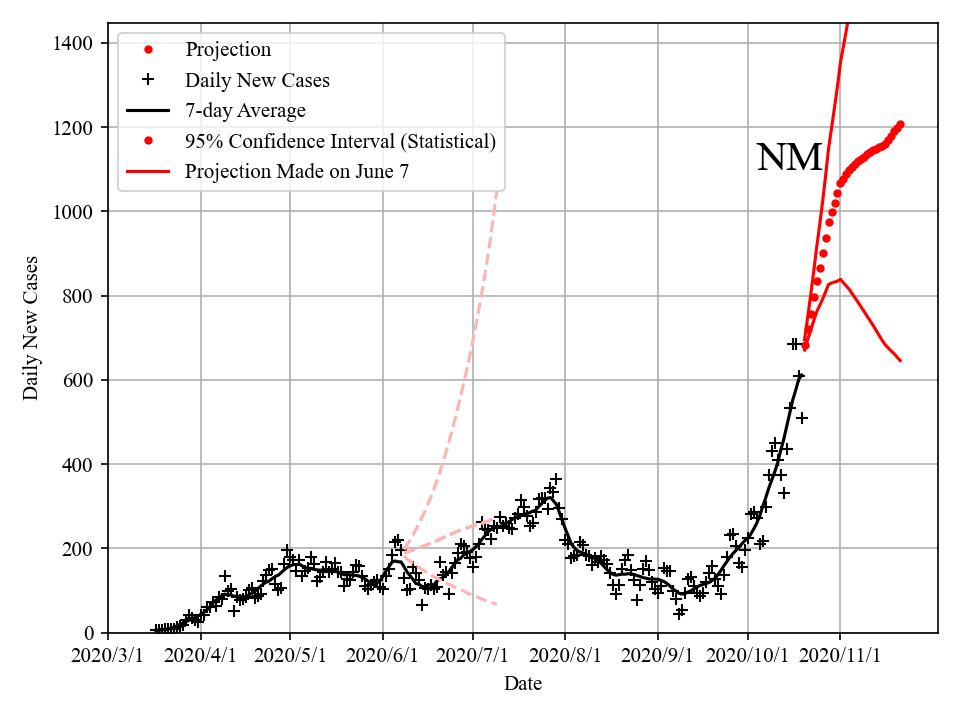 1400
1200
1000
800
600
400
200
0
Daily New Cases
Projection
Daily New Cases
7-day Average
95% Confidence Interval (Statistical)
Projection Made on June 7
NM
2020/3/1 2020/4/1 2020/5/1 2020/6/1 2020/7/1 2020/8/1 2020/9/1 2020/10/1 2020/11/1
Date